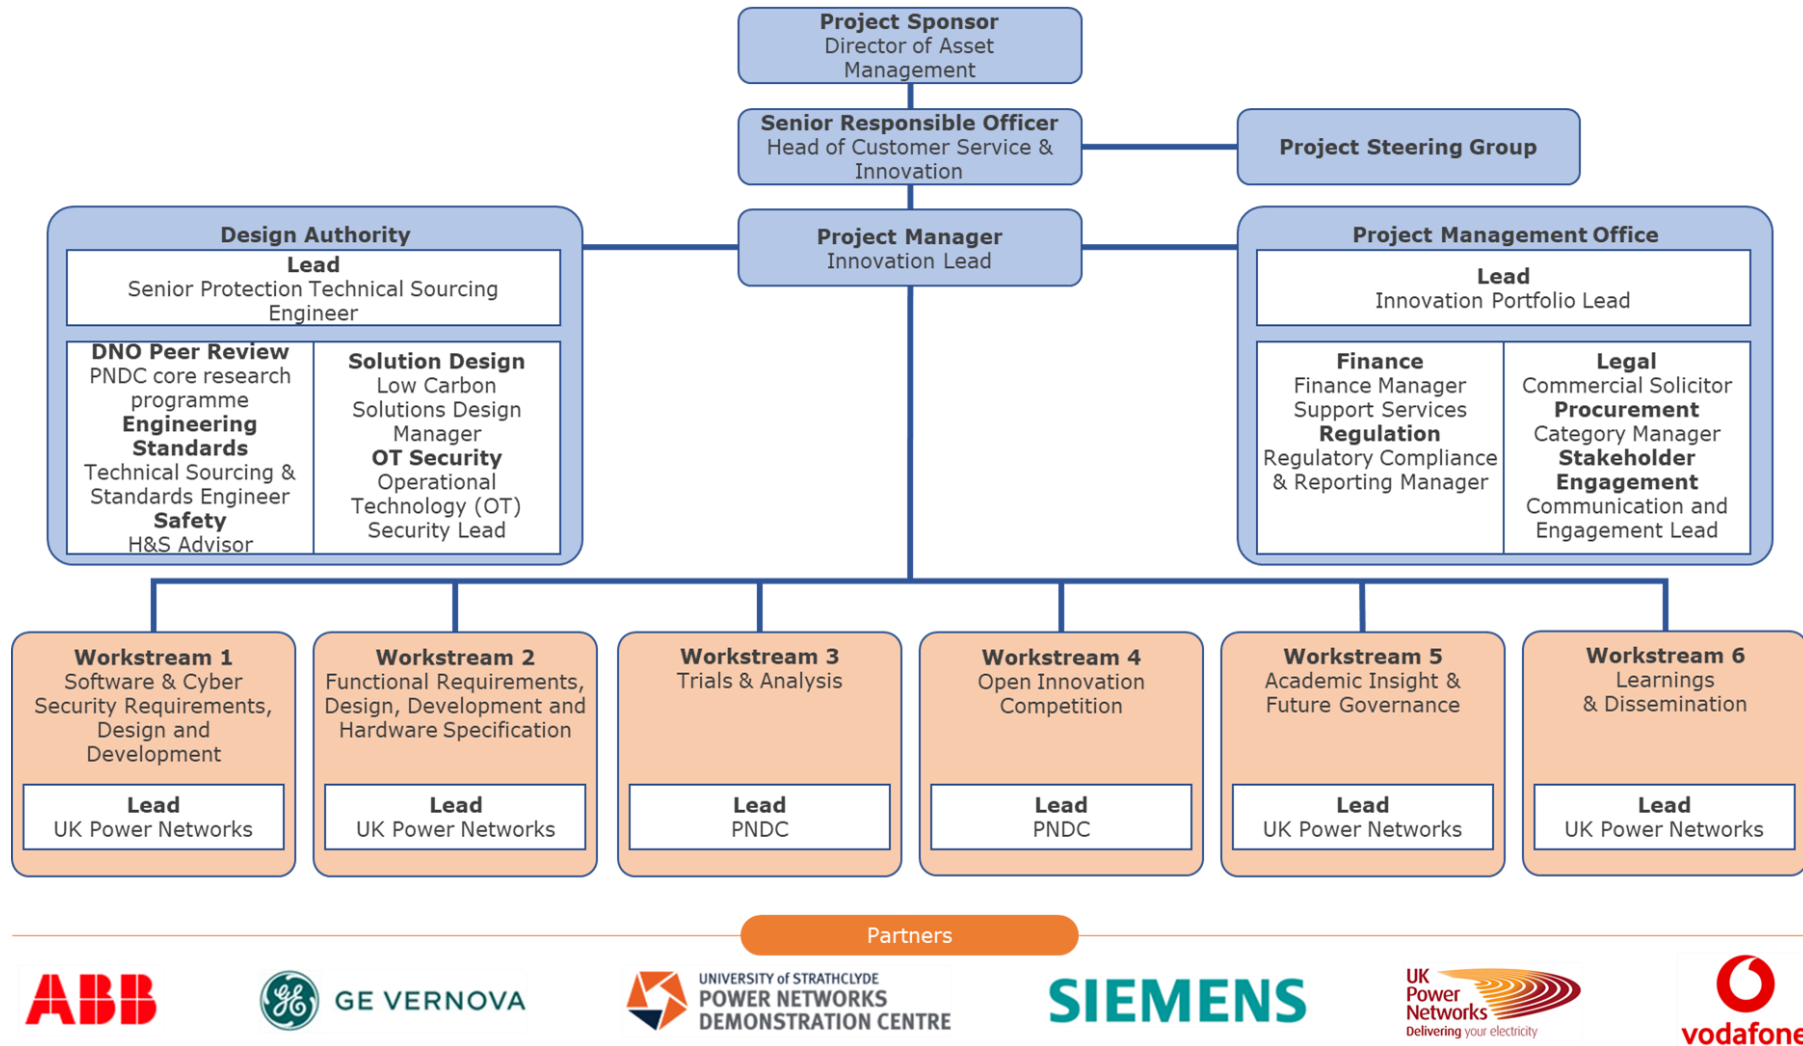 Project Sponsor
Director of Asset
Management
Senior Responsible Officer
Head of Customer Service &
Innovation
Project Steering Group
Design Authority
Lead
Senior Protection Technical Sourcing
Engineer
DNO Peer Review
PNDC core research
programme
Engineering
Standards
Technical Sourcing &
Standards Engineer
Safety
H&S Advisor
Solution Design
Low Carbon
Solutions Design
Manager
OT Security
Operational
Technology (OT)
Security Lead
Project Manager
Innovation Lead
Project Management Office
Lead
Innovation Portfolio Lead
Finance
Finance Manager
Support Services
Regulation
Regulatory Compliance
& Reporting Manager
Legal
Commercial Solicitor
Procurement
Category Manager
Stakeholder
Engagement
Communication and
Engagement Lead
Workstream 1
Software & Cyber
Security Requirements,
Design and
Development
Lead
UK Power Networks
Workstream 2
Functional Requirements,
Design, Development and
Hardware Specification
Lead
UK Power Networks
Workstream 3
Trials & Analysis
Lead
PNDC
Workstream 4
Open Innovation
Competition
Lead
PNDC
Workstream 5
Academic Insight &
Future Governance
Lead
UK Power Networks
Workstream 6
Learnings
& Dissemination
Lead
UK Power Networks
Partners
ABB
GE VERNOVA
UNIVERSITY of STRATHCLYDE
POWER NETWORKS
DEMONSTRATION CENTRE
SIEMENS
UK
Power
Networks
Delivering your electricity
vodafone